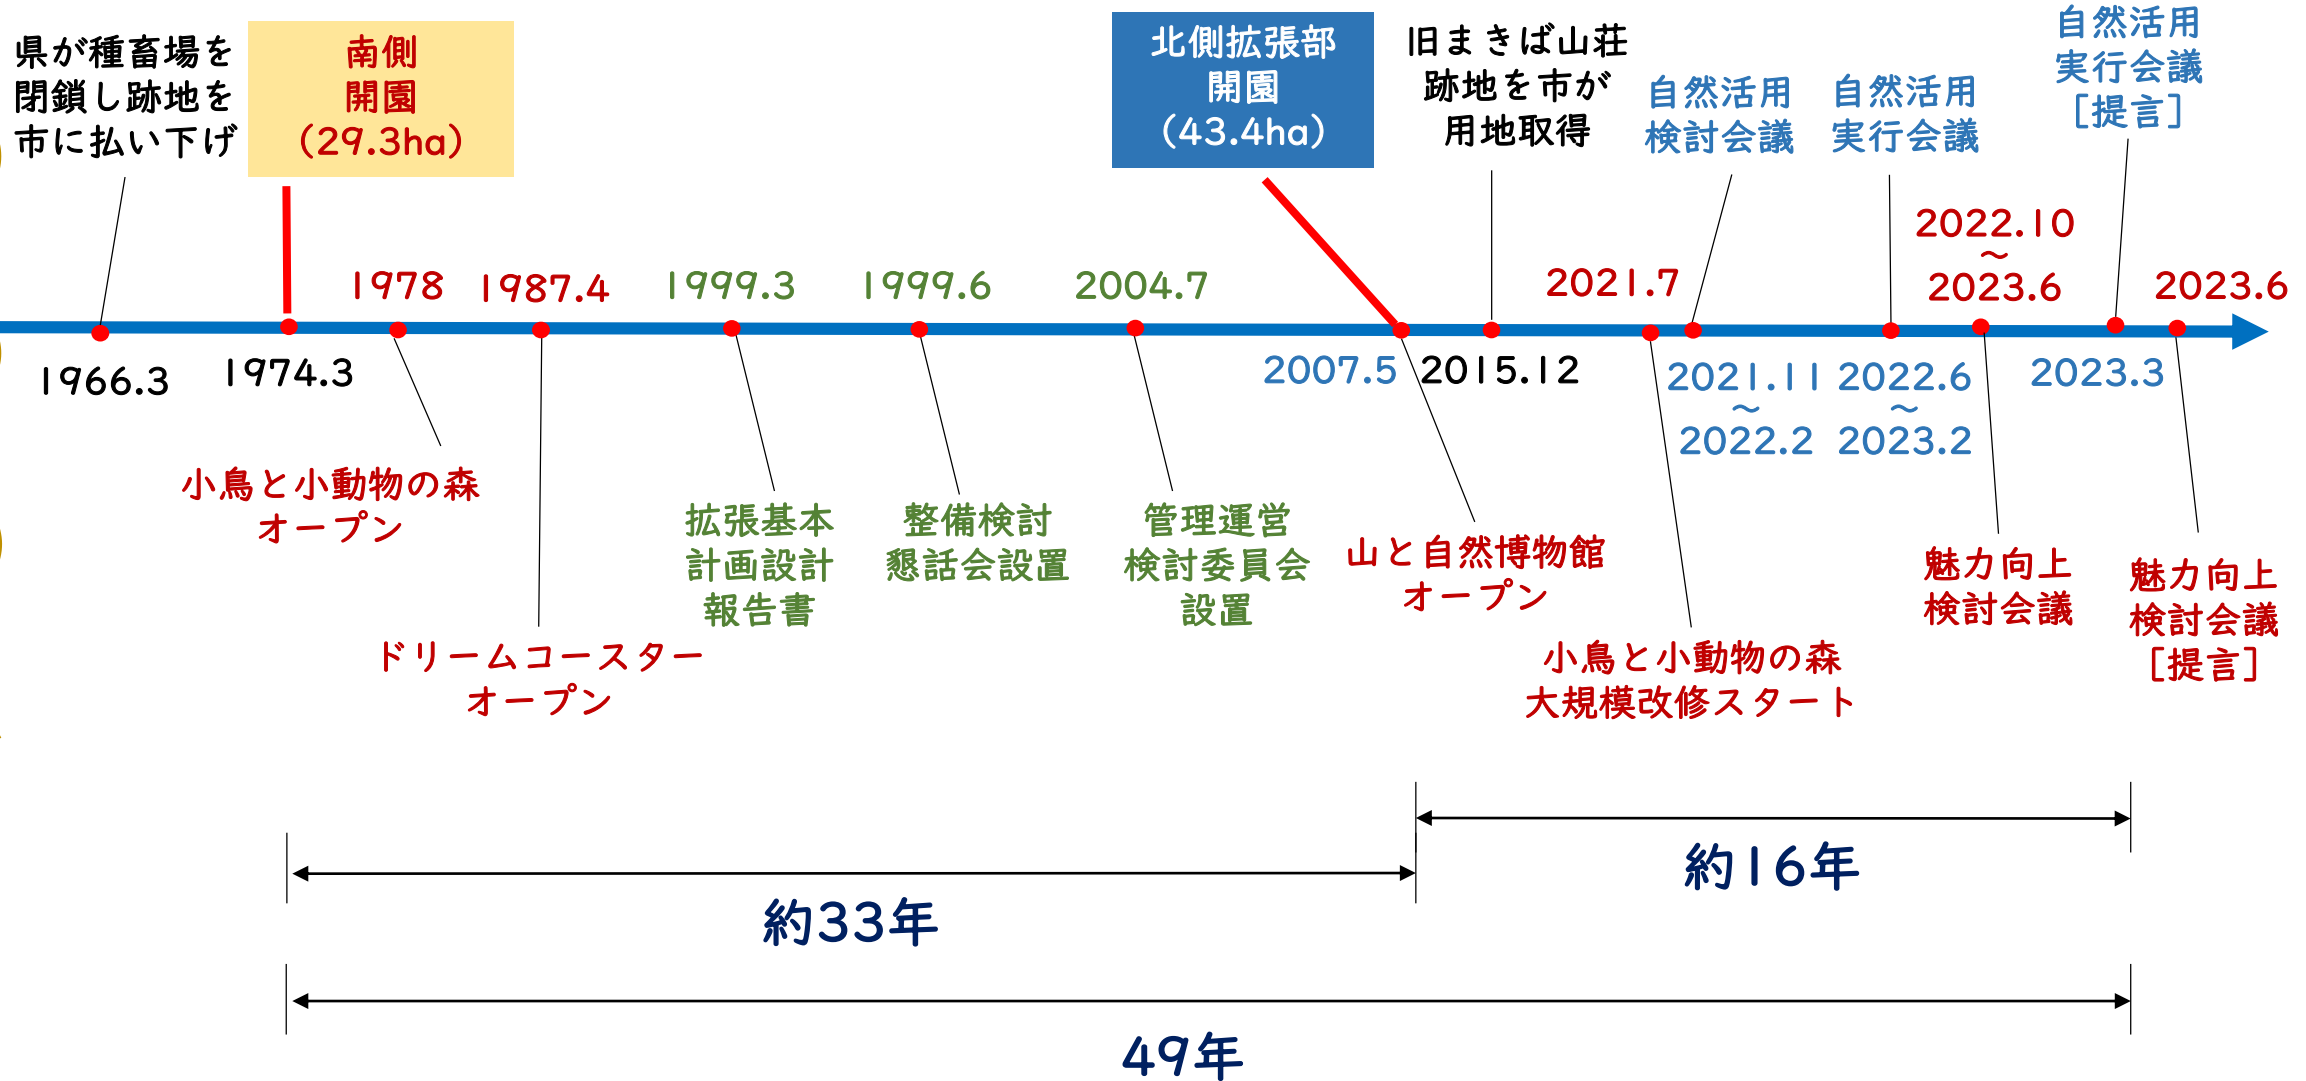 県が種畜場を
閉鎖し跡地を
市に払い下げ
南側
開園
(29.3ha)
北側拡張部
開園
(43.4ha)
旧まきば山荘
跡地を市が
用地取得
自然活用
検討会議
自然活用
実行会議
自然活用
実行会議
[提言]
1978
1987.4
1999.3
1999.6
2004.7
2021.7
2022.10
～
2023.6
2023.6
1966.3
1974.3
2007.5
2015.12
2021.11
～
2022.2
2022.6
～
2023.2
2023.3
小鳥と小動物の森
オープン
ドリームコースター
オープン
拡張基本
計画設計
報告書
整備検討
懇話会設置
管理運営
検討委員会
設置
山と自然博物館
オープン
小鳥と小動物の森
大規模改修スタート
魅力向上
検討会議
魅力向上
検討会議
[提言]
約16年
約33年
49年